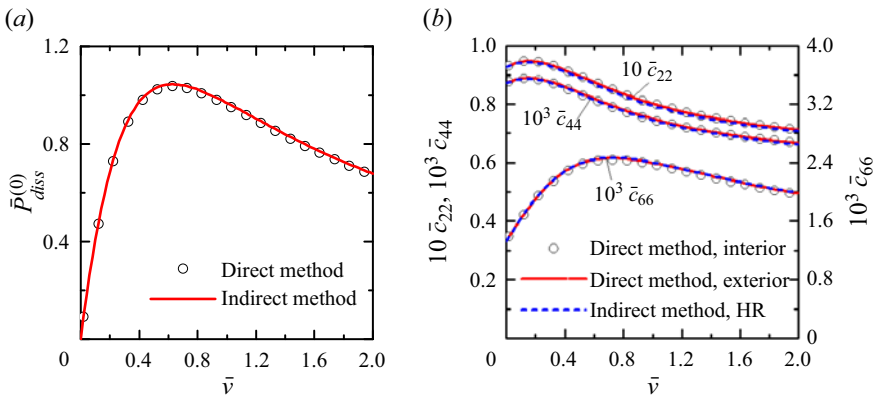 (a)
1.2
0.8
0.4
0
0.4
0.8
1.2
1.6
2.0
P̄_diss^(0)
Direct method
Indirect method
ν̄
(b)
1.0
0.8
0.6
0.4
0.2
0
0.4
0.8
1.2
1.6
2.0
4.0
3.2
2.4
1.6
0.8
0
10 c̄₂₂, 10³ c̄₄₄
10³ c̄₆₆
10 c̄₂₂
10³ c̄₄₄
10³ c̄₆₆
Direct method, interior
Direct method, exterior
Indirect method, HR
ν̄